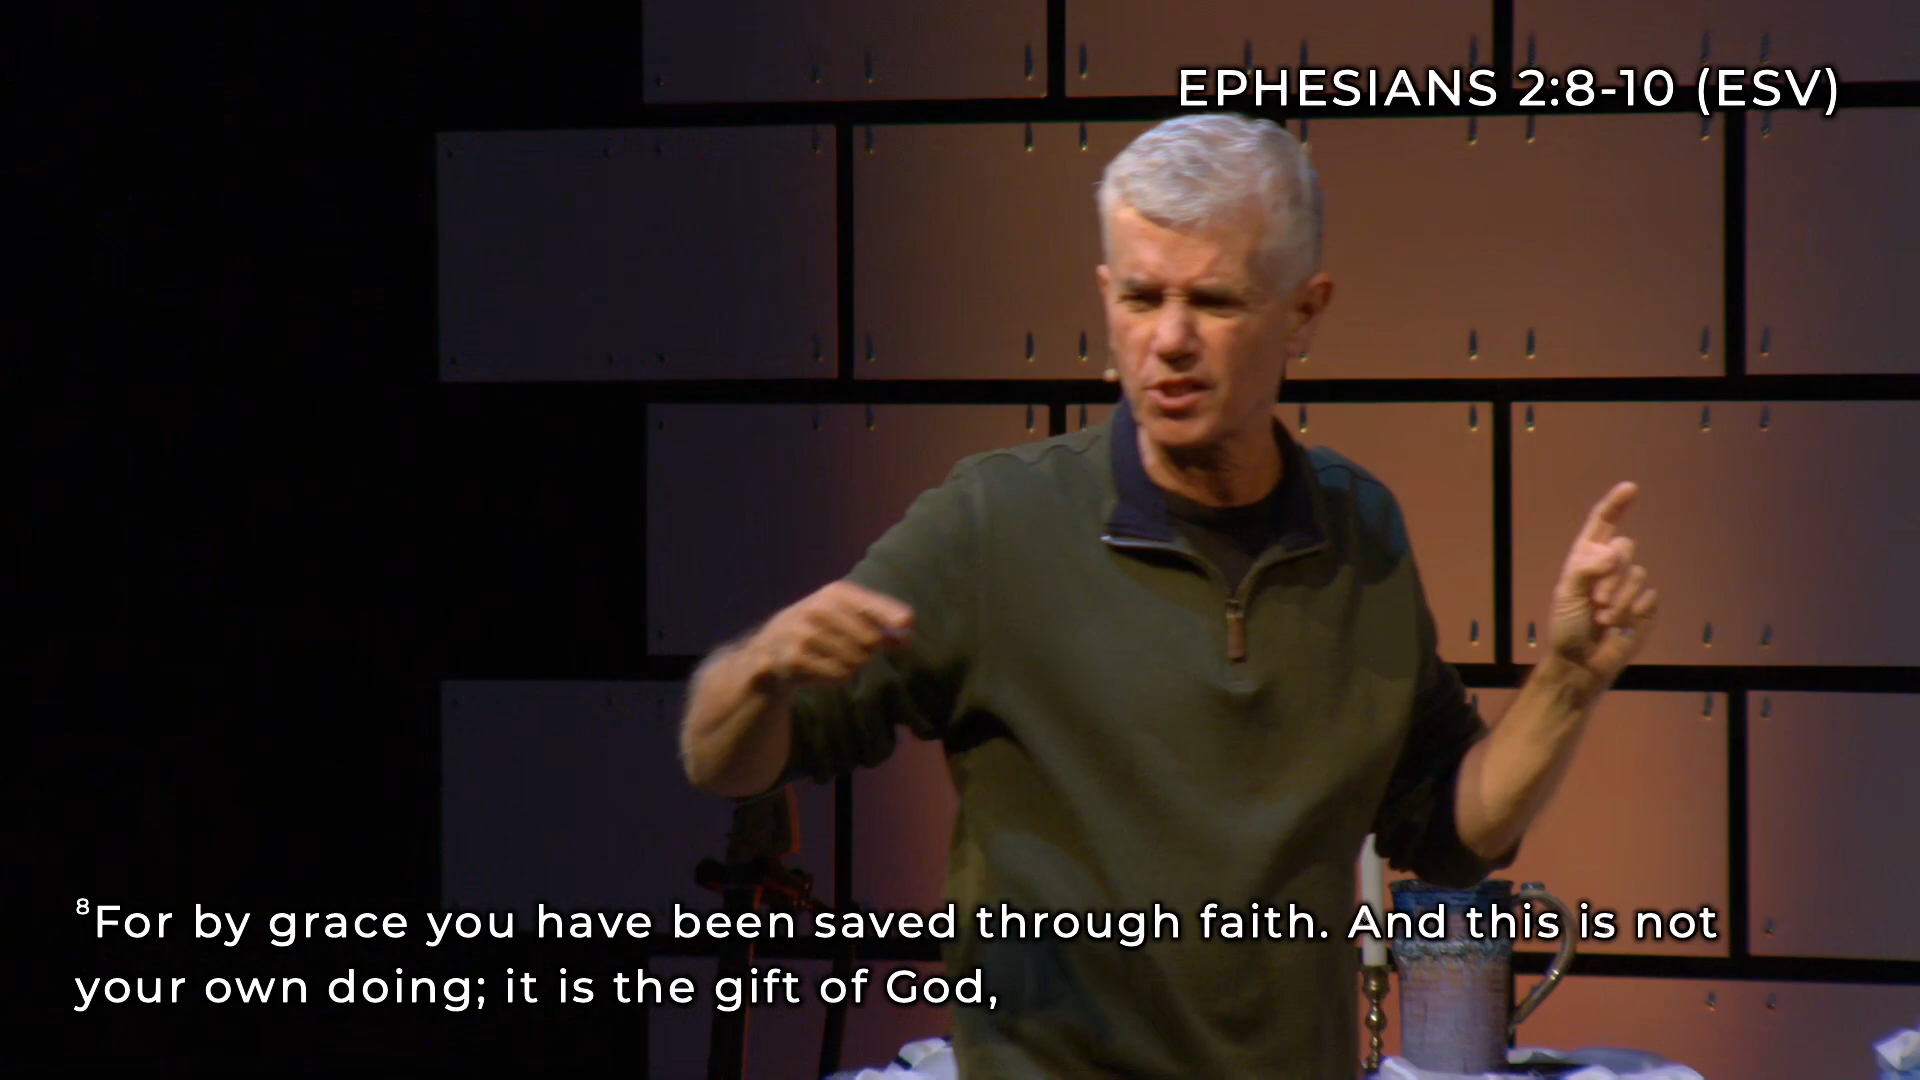 EPHESIANS 2:8-10 (ESV)
⁸For by grace you have been saved through faith. And this is not
your own doing; it is the gift of God,